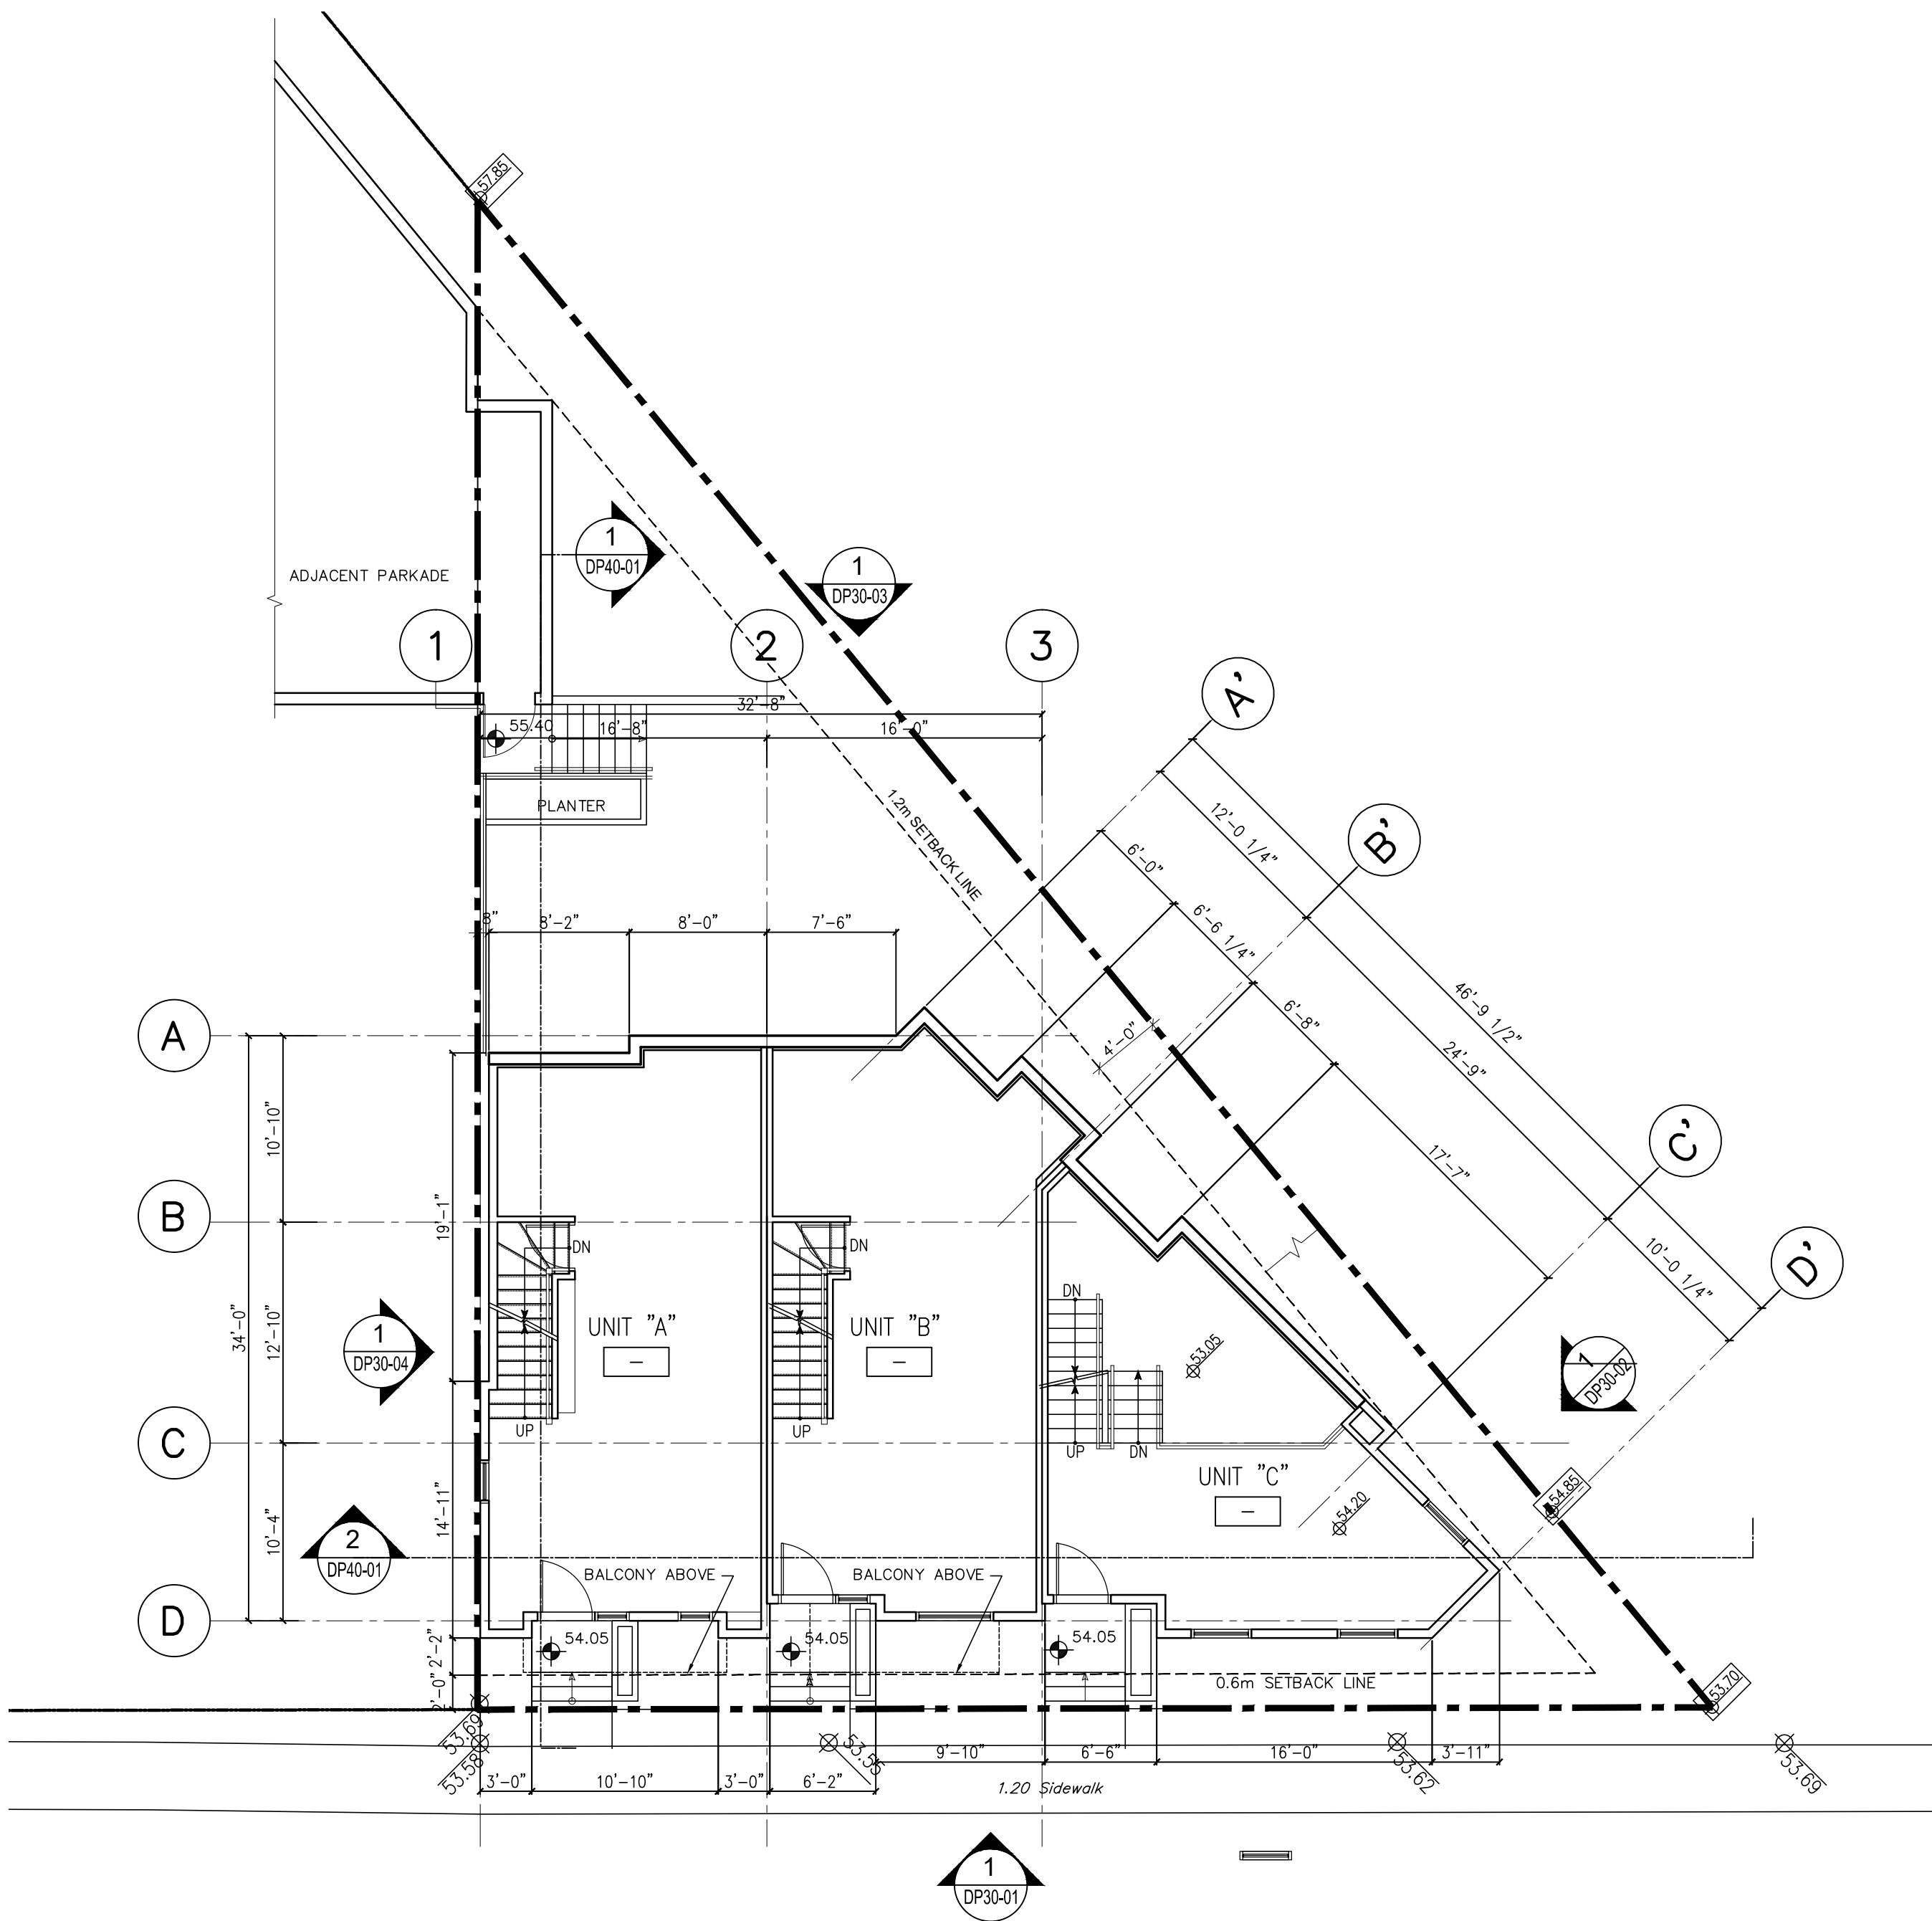 57.85
ADJACENT PARKADE
1
DP40-01
1
DP30-03
1
2
3
A'
32'-8"
55.40
16'-8"
16'-0"
PLANTER
1.2m SETBACK LINE
12'-0 1/4"
B'
6'-0"
6'-6 1/4"
46'-9 1/2"
8"
8'-2"
8'-0"
7'-6"
6'-8"
24'-9"
A
4'-0"
10'-10"
C'
17'-7"
B
19'-1"
DN
DN
10'-0 1/4"
D'
34'-0"
12'-10"
DN
1
DP30-04
UNIT "A"
–
UNIT "B"
–
53.05
1
DP30-02
UP
UP
UP
DN
C
UNIT "C"
–
54.85
54.20
14'-11"
10'-4"
2
DP40-01
BALCONY ABOVE
BALCONY ABOVE
D
54.05
54.05
54.05
2'-2"
2'-0"
0.6m SETBACK LINE
53.70
53.69
53.58
53.55
53.62
53.69
9'-10"
6'-6"
16'-0"
3'-11"
3'-0"
10'-10"
3'-0"
6'-2"
1.20 Sidewalk
1
DP30-01